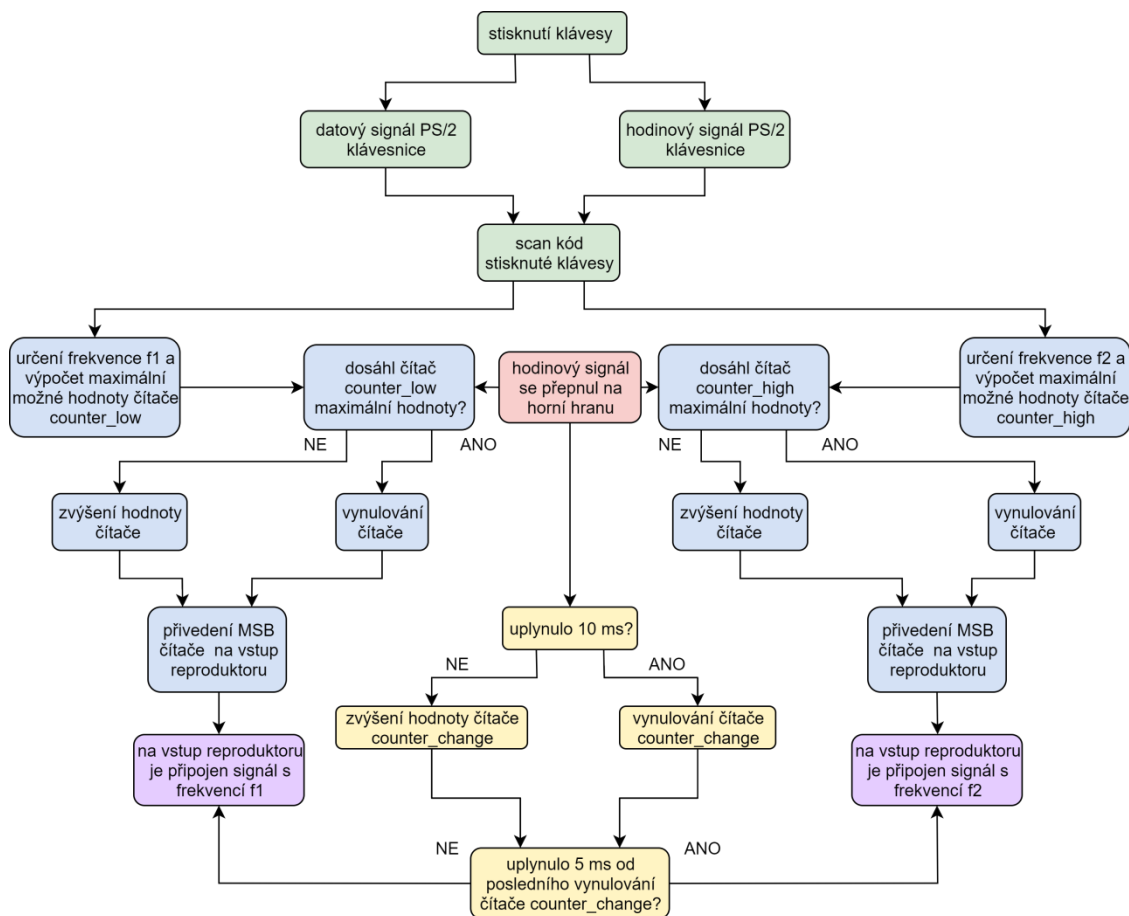 stisknutí klávesy
datový signál PS/2
klávesnice
hodinový signál PS/2
klávesnice
scan kód
stisknuté klávesy
určení frekvence f1 a
výpočet maximální
možné hodnoty čítače
counter_low
dosáhl čítač
counter_low
maximální hodnoty?
hodinový signál
se přepnul na
horní hranu
dosáhl čítač
counter_high
maximální hodnoty?
určení frekvence f2 a
výpočet maximální
možné hodnoty čítače
counter_high
NE
ANO
NE
ANO
zvýšení hodnoty
čítače
vynulování
čítače
zvýšení hodnoty
čítače
vynulování
čítače
přivedení MSB
čítače na vstup
reproduktoru
uplynulo 10 ms?
přivedení MSB
čítače na vstup
reproduktoru
NE
ANO
zvýšení hodnoty čítače
counter_change
vynulování čítače
counter_change
na vstup reproduktoru
je připojen signál s
frekvencí f1
na vstup reproduktoru
je připojen signál s
frekvencí f2
NE
ANO
uplynulo 5 ms od
posledního vynulování
čítače counter_change?